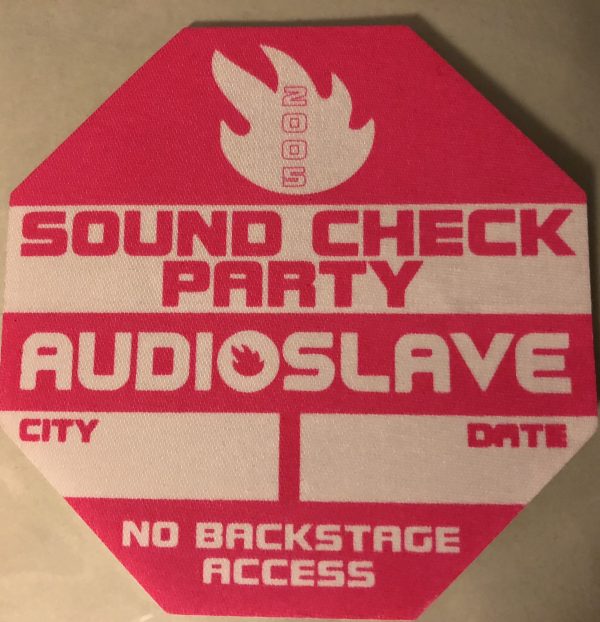 2005
SOUND CHECK
PARTY
AUDIOSLAVE
CITY
DATE
NO BACKSTAGE
ACCESS